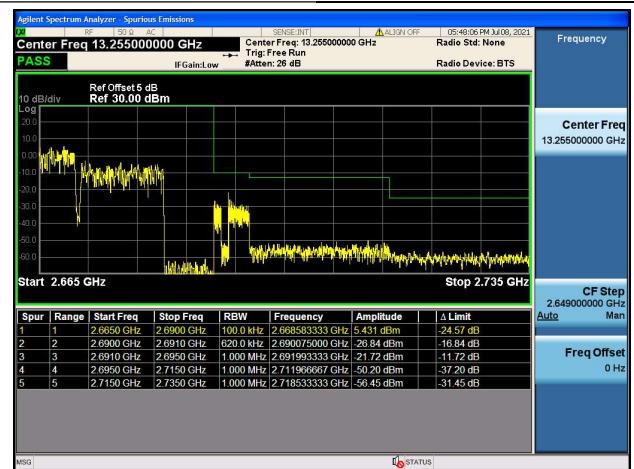 Agilent Spectrum Analyzer - Spurious Emissions
RF 50 Ω AC SENSE:INT ALIGN OFF 05:48:06 PM Jul 08, 2021
Center Freq 13.255000000 GHz
Center Freq: 13.255000000 GHz
Radio Std: None
Trig: Free Run
PASS
IFGain:Low
#Atten: 26 dB
Radio Device: BTS
Frequency
Ref Offset 5 dB
10 dB/div Ref 30.00 dBm
Log
20.0
10.0
0.00
-10.0
-20.0
-30.0
-40.0
-50.0
-60.0
Start 2.665 GHz Stop 2.735 GHz
Center Freq
13.255000000 GHz
CF Step
2.649000000 GHz
Auto Man
Freq Offset
0 Hz
Spur Range Start Freq Stop Freq RBW Frequency Amplitude Δ Limit
1 1 2.6650 GHz 2.6900 GHz 100.0 kHz 2.668583333 GHz 5.431 dBm -24.57 dB
2 2 2.6900 GHz 2.6910 GHz 620.0 kHz 2.690075000 GHz -26.84 dBm -16.84 dB
3 3 2.6910 GHz 2.6950 GHz 1.000 MHz 2.691993333 GHz -21.72 dBm -11.72 dB
4 4 2.6950 GHz 2.7150 GHz 1.000 MHz 2.711966667 GHz -50.20 dBm -37.20 dB
5 5 2.7150 GHz 2.7350 GHz 1.000 MHz 2.718533333 GHz -56.45 dBm -31.45 dB
MSG STATUS